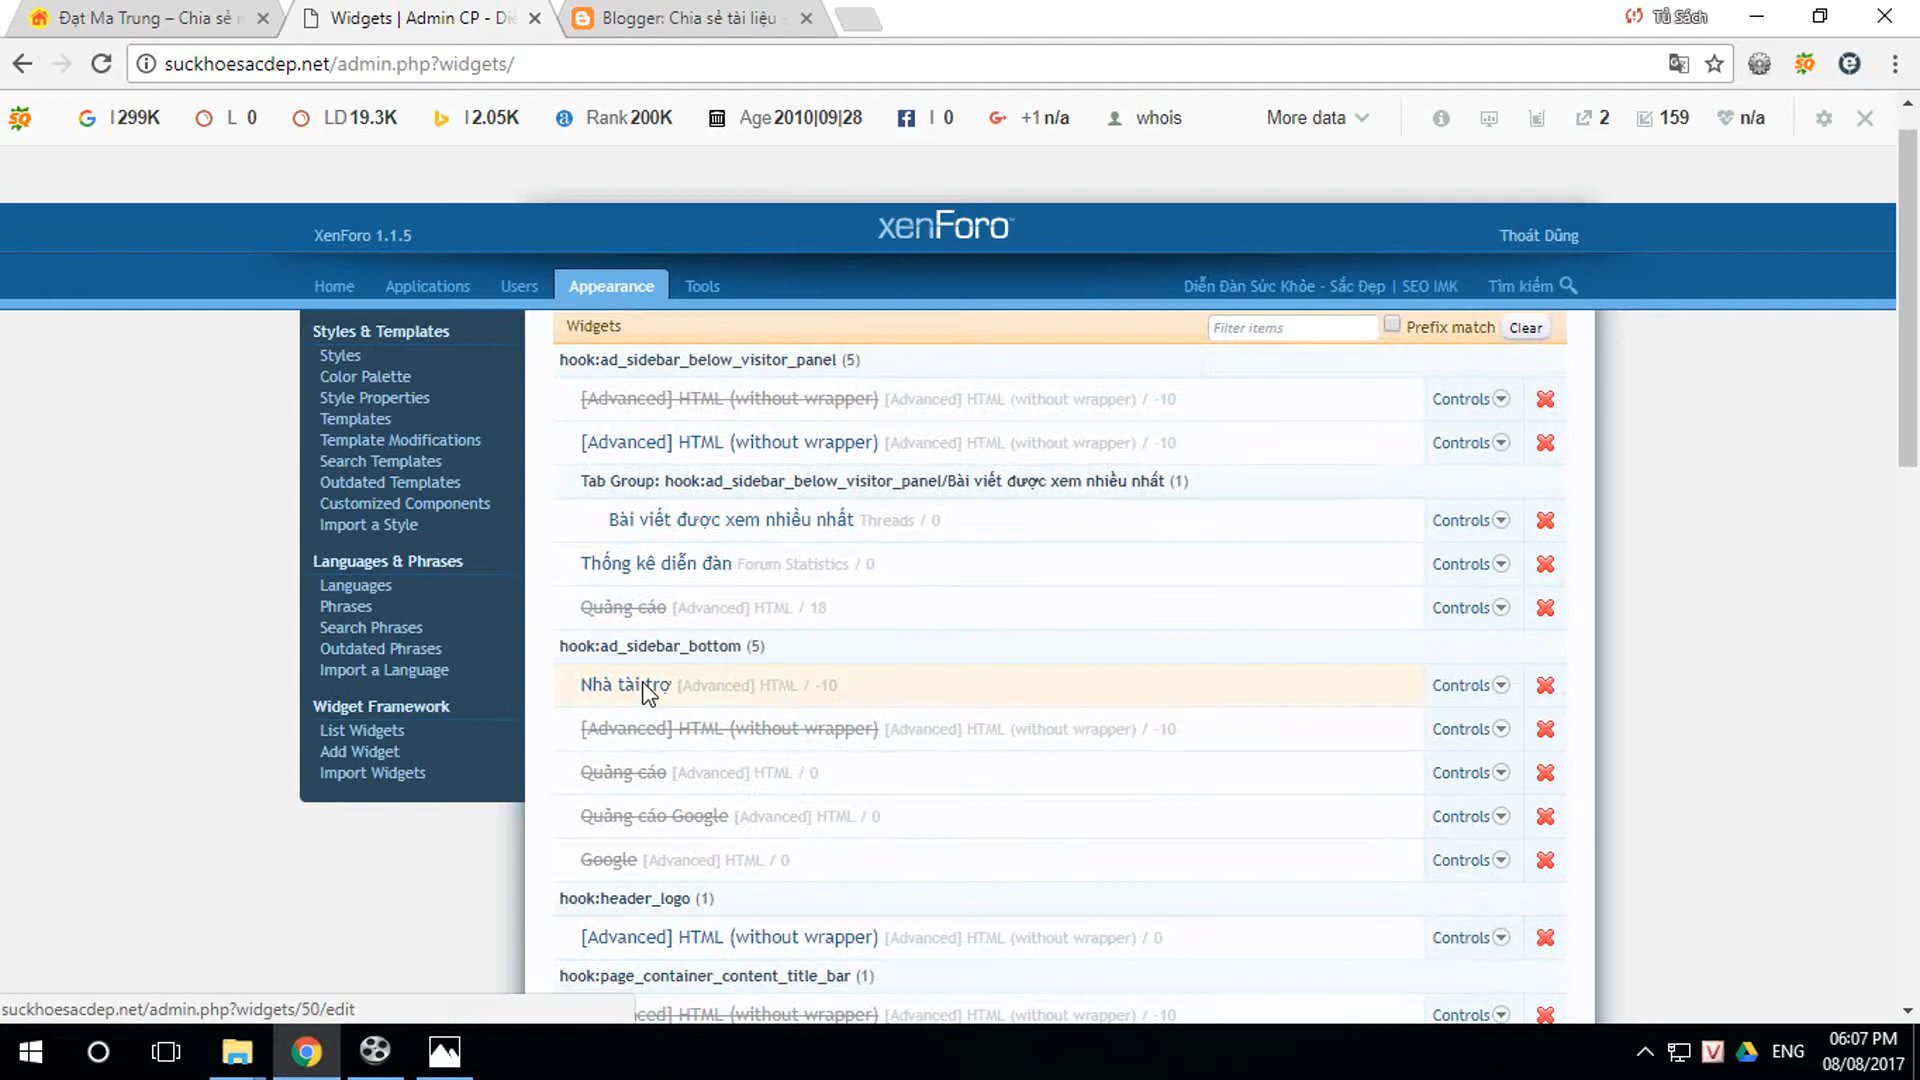 Đạt Ma Trung – Chia sẻ
Widgets | Admin CP - Diễ
Blogger: Chia sẻ tài liệu -
Tủ Sách
suckhoesacdep.net/admin.php?widgets/
SQ
I 299K
L 0
LD 19.3K
I 2.05K
Rank 200K
Age 2010|09|28
I 0
+1 n/a
whois
More data
2
159
n/a
XenForo 1.1.5
xenForo
Thoát Dũng
Home
Applications
Users
Appearance
Tools
Diễn Đàn Sức Khỏe - Sắc Đẹp | SEO IMK
Tìm kiếm
Styles & Templates
Styles
Color Palette
Style Properties
Templates
Template Modifications
Search Templates
Outdated Templates
Customized Components
Import a Style
Languages & Phrases
Languages
Phrases
Search Phrases
Outdated Phrases
Import a Language
Widget Framework
List Widgets
Add Widget
Import Widgets
Widgets
Filter items
Prefix match
Clear
hook:ad_sidebar_below_visitor_panel (5)
[Advanced] HTML (without wrapper) [Advanced] HTML (without wrapper) / -10 Controls
[Advanced] HTML (without wrapper) [Advanced] HTML (without wrapper) / -10 Controls
Tab Group: hook:ad_sidebar_below_visitor_panel/Bài viết được xem nhiều nhất (1)
Bài viết được xem nhiều nhất Threads / 0 Controls
Thống kê diễn đàn Forum Statistics / 0 Controls
Quảng cáo [Advanced] HTML / 18 Controls
hook:ad_sidebar_bottom (5)
Nhà tài trợ [Advanced] HTML / -10 Controls
[Advanced] HTML (without wrapper) [Advanced] HTML (without wrapper) / -10 Controls
Quảng cáo [Advanced] HTML / 0 Controls
Quảng cáo Google [Advanced] HTML / 0 Controls
Google [Advanced] HTML / 0 Controls
hook:header_logo (1)
[Advanced] HTML (without wrapper) [Advanced] HTML (without wrapper) / 0 Controls
hook:page_container_content_title_bar (1)
ced] HTML (without wrapper) [Advanced] HTML (without wrapper) / -10 Controls
suckhoesacdep.net/admin.php?widgets/50/edit
ENG
06:07 PM
08/08/2017